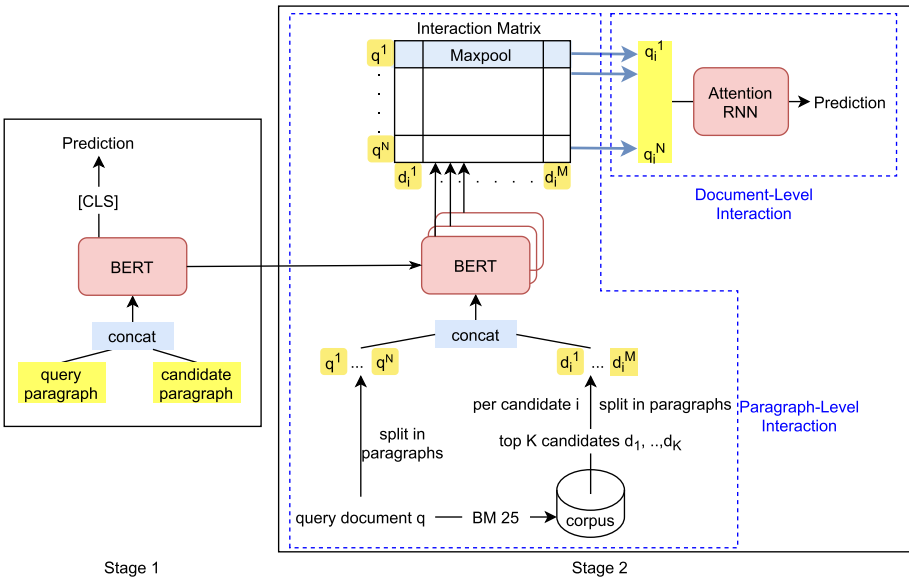 Prediction
[CLS]
BERT
concat
query
paragraph
candidate
paragraph
Stage 1
Interaction Matrix
q¹
Maxpool
.
.
.
.
qᴺ
dᵢ¹ . . . . . . dᵢᴹ
BERT
concat
q¹ ... qᴺ
dᵢ¹ ... dᵢᴹ
per candidate i
split in paragraphs
split in
paragraphs
top K candidates d₁, ..,d_K
query document q
BM 25
corpus
qᵢ¹
qᵢᴺ
Attention
RNN
Prediction
Document-Level
Interaction
Paragraph-Level
Interaction
Stage 2